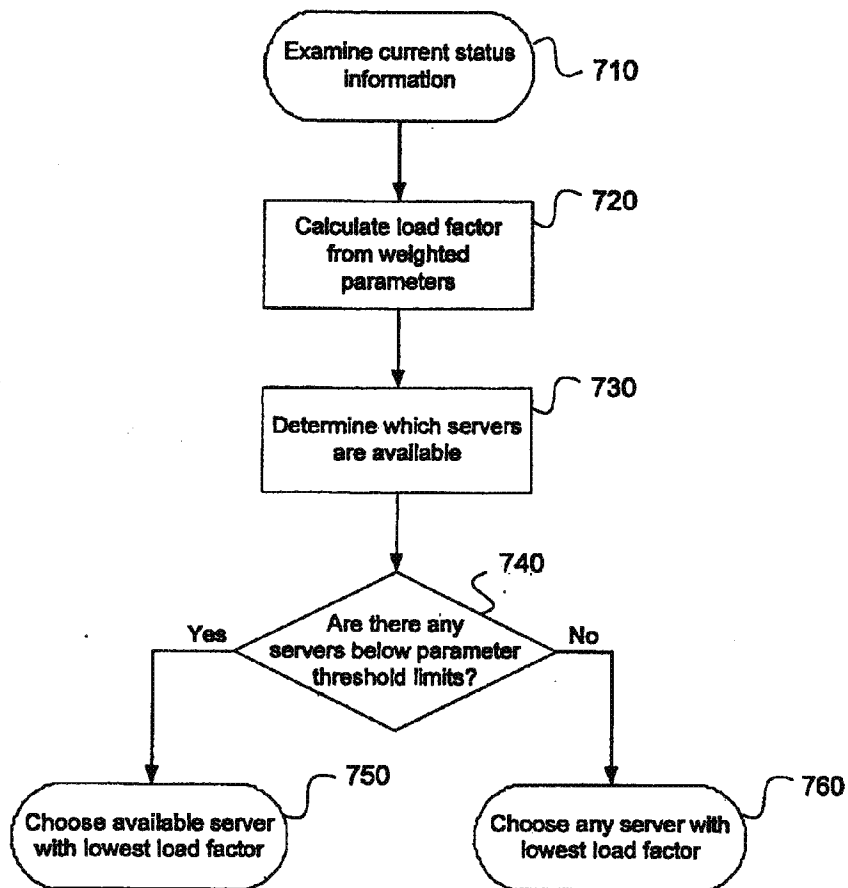 Examine current status
information
710
720
Calculate load factor
from weighted
parameters
730
Determine which servers
are available
740
Are there any
servers below parameter
threshold limits?
Yes
No
750
Choose available server
with lowest load factor
760
Choose any server with
lowest load factor